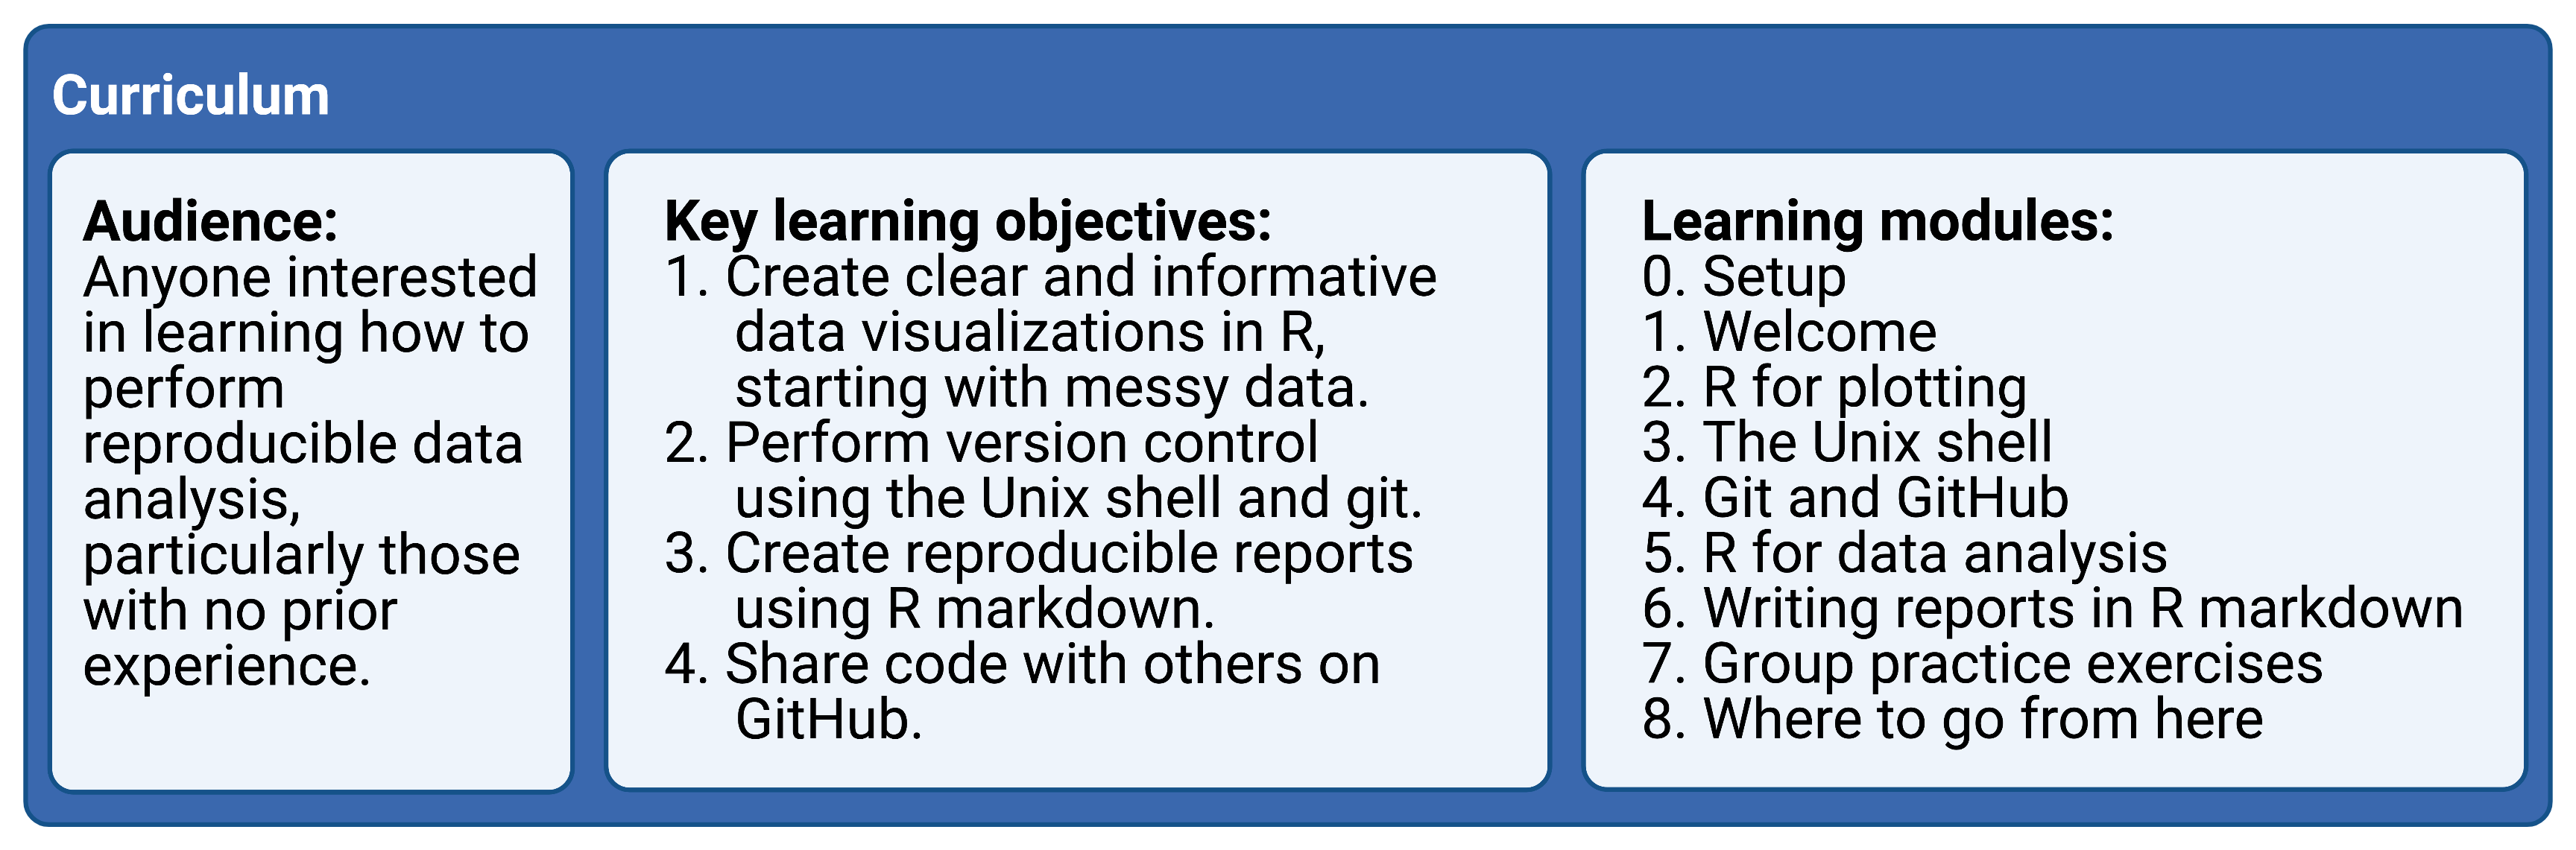 Curriculum
Audience:
Anyone interested
in learning how to
perform
reproducible data
analysis,
particularly those
with no prior
experience.
Key learning objectives:
1. Create clear and informative
data visualizations in R,
starting with messy data.
2. Perform version control
using the Unix shell and git.
3. Create reproducible reports
using R markdown.
4. Share code with others on
GitHub.
Learning modules:
0. Setup
1. Welcome
2. R for plotting
3. The Unix shell
4. Git and GitHub
5. R for data analysis
6. Writing reports in R markdown
7. Group practice exercises
8. Where to go from here